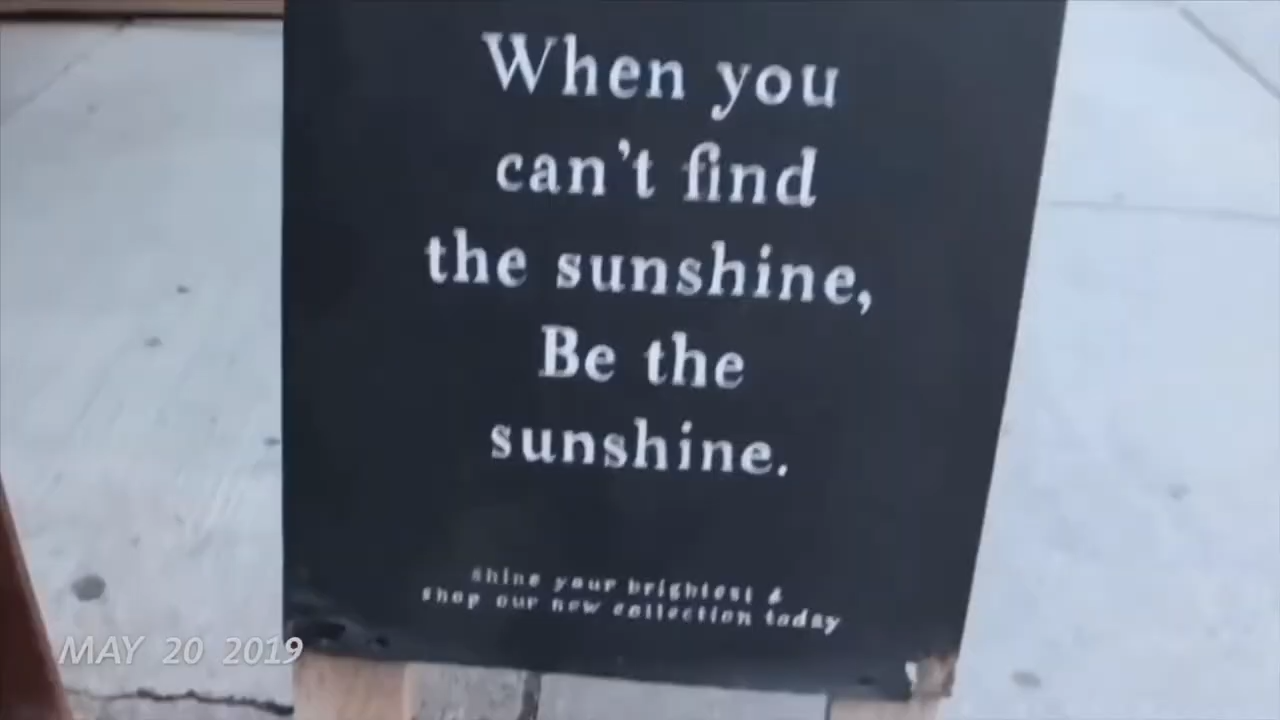 When you
can't find
the sunshine,
Be the
sunshine.
shine your brightest &
shop our new collection today
MAY 20 2019